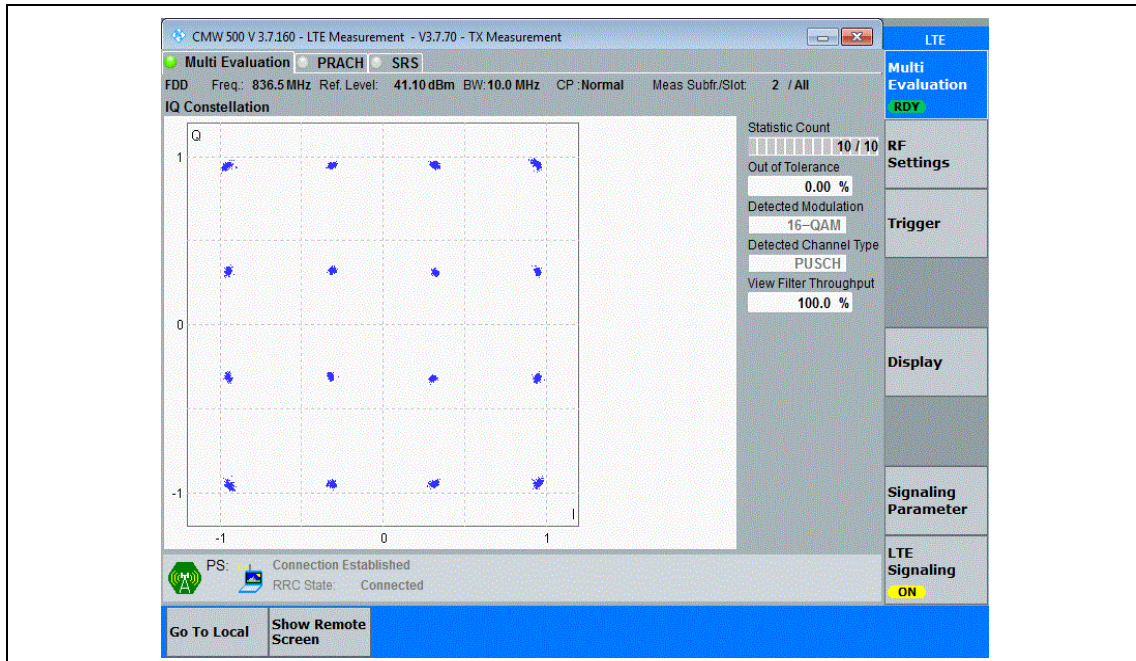 CMW 500 V 3.7.160 - LTE Measurement - V3.7.70 - TX Measurement
LTE
Multi Evaluation PRACH SRS
FDD Freq.: 836.5 MHz Ref. Level: 41.10 dBm BW: 10.0 MHz CP : Normal Meas Subfr./Slot: 2 / All
IQ Constellation
Q
1
0
-1
-1 0 1
I
Statistic Count
10 / 10
Out of Tolerance
0.00 %
Detected Modulation
16-QAM
Detected Channel Type
PUSCH
View Filter Throughput
100.0 %
Multi
Evaluation
RDY
RF
Settings
Trigger
Display
Signaling
Parameter
LTE
Signaling
ON
PS: Connection Established
RRC State: Connected
Go To Local
Show Remote
Screen